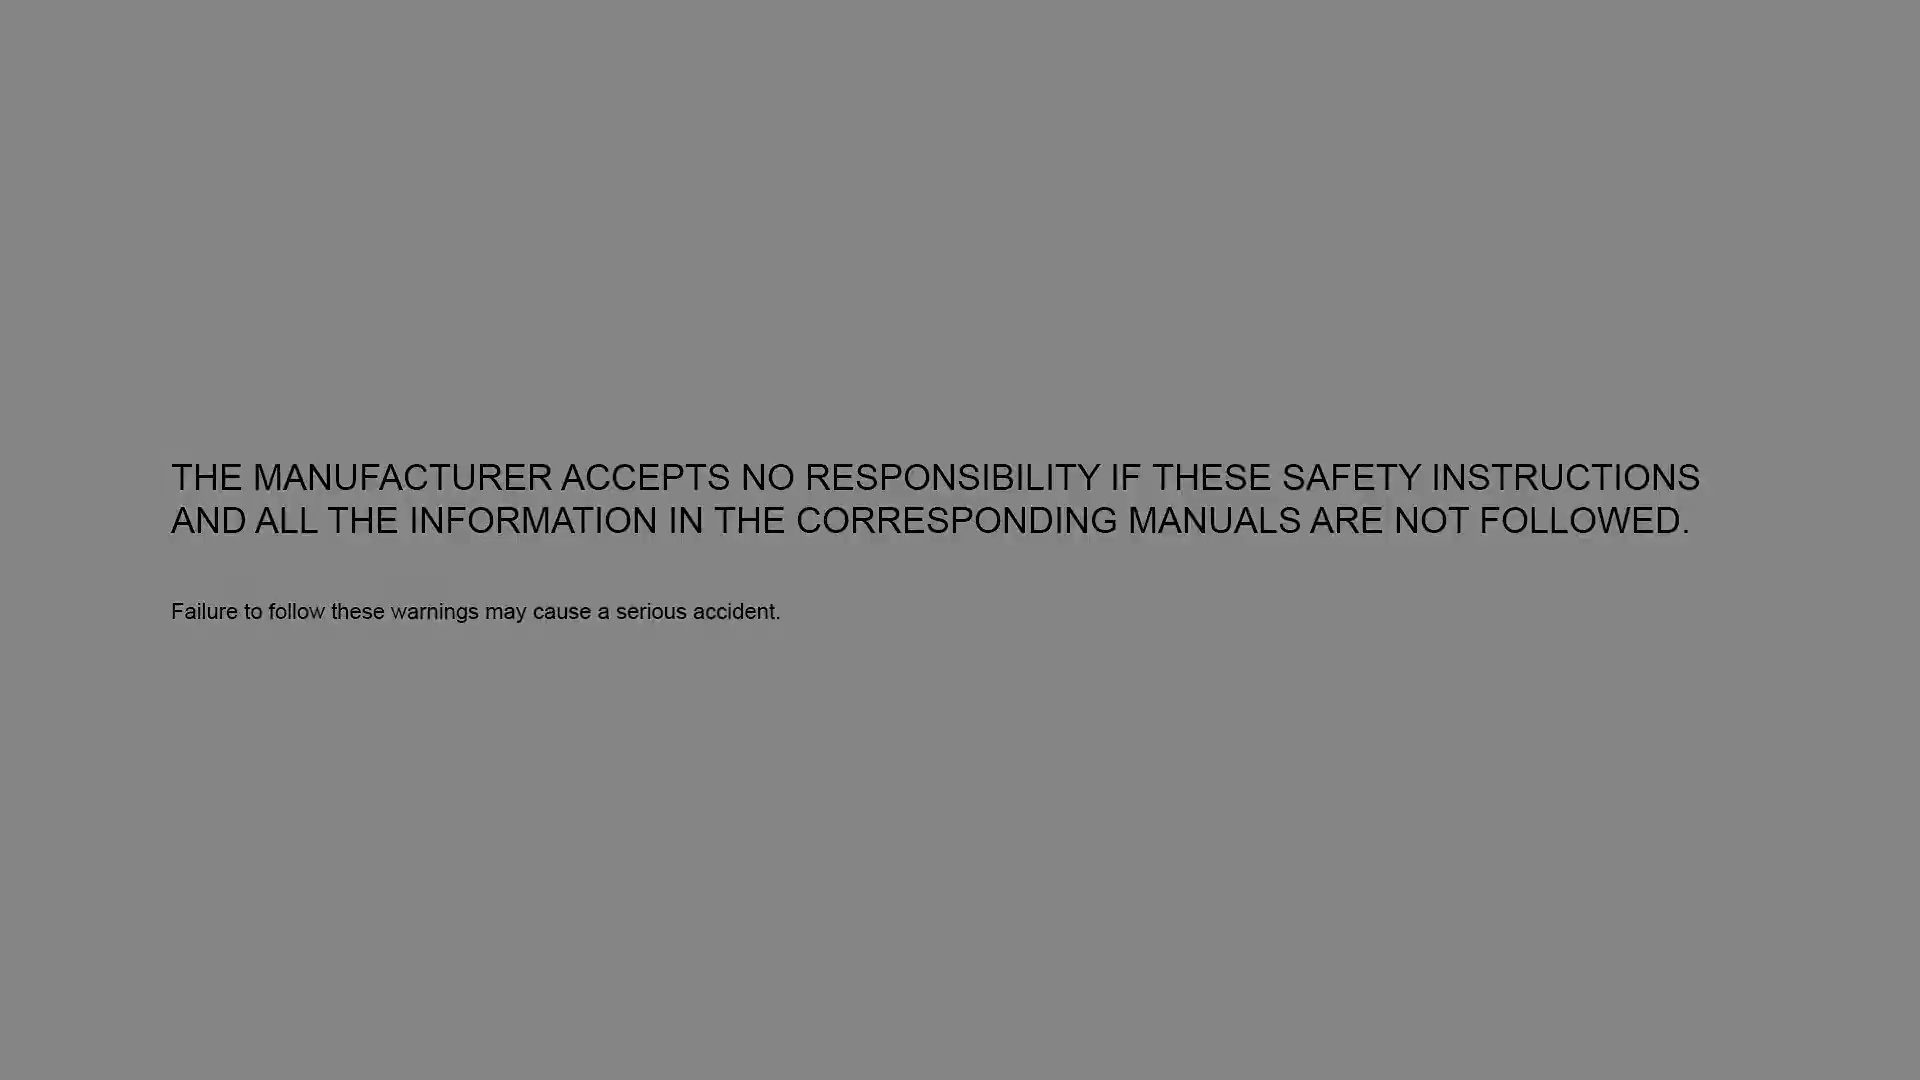 THE MANUFACTURER ACCEPTS NO RESPONSIBILITY IF THESE SAFETY INSTRUCTIONS
AND ALL THE INFORMATION IN THE CORRESPONDING MANUALS ARE NOT FOLLOWED.
Failure to follow these warnings may cause a serious accident.